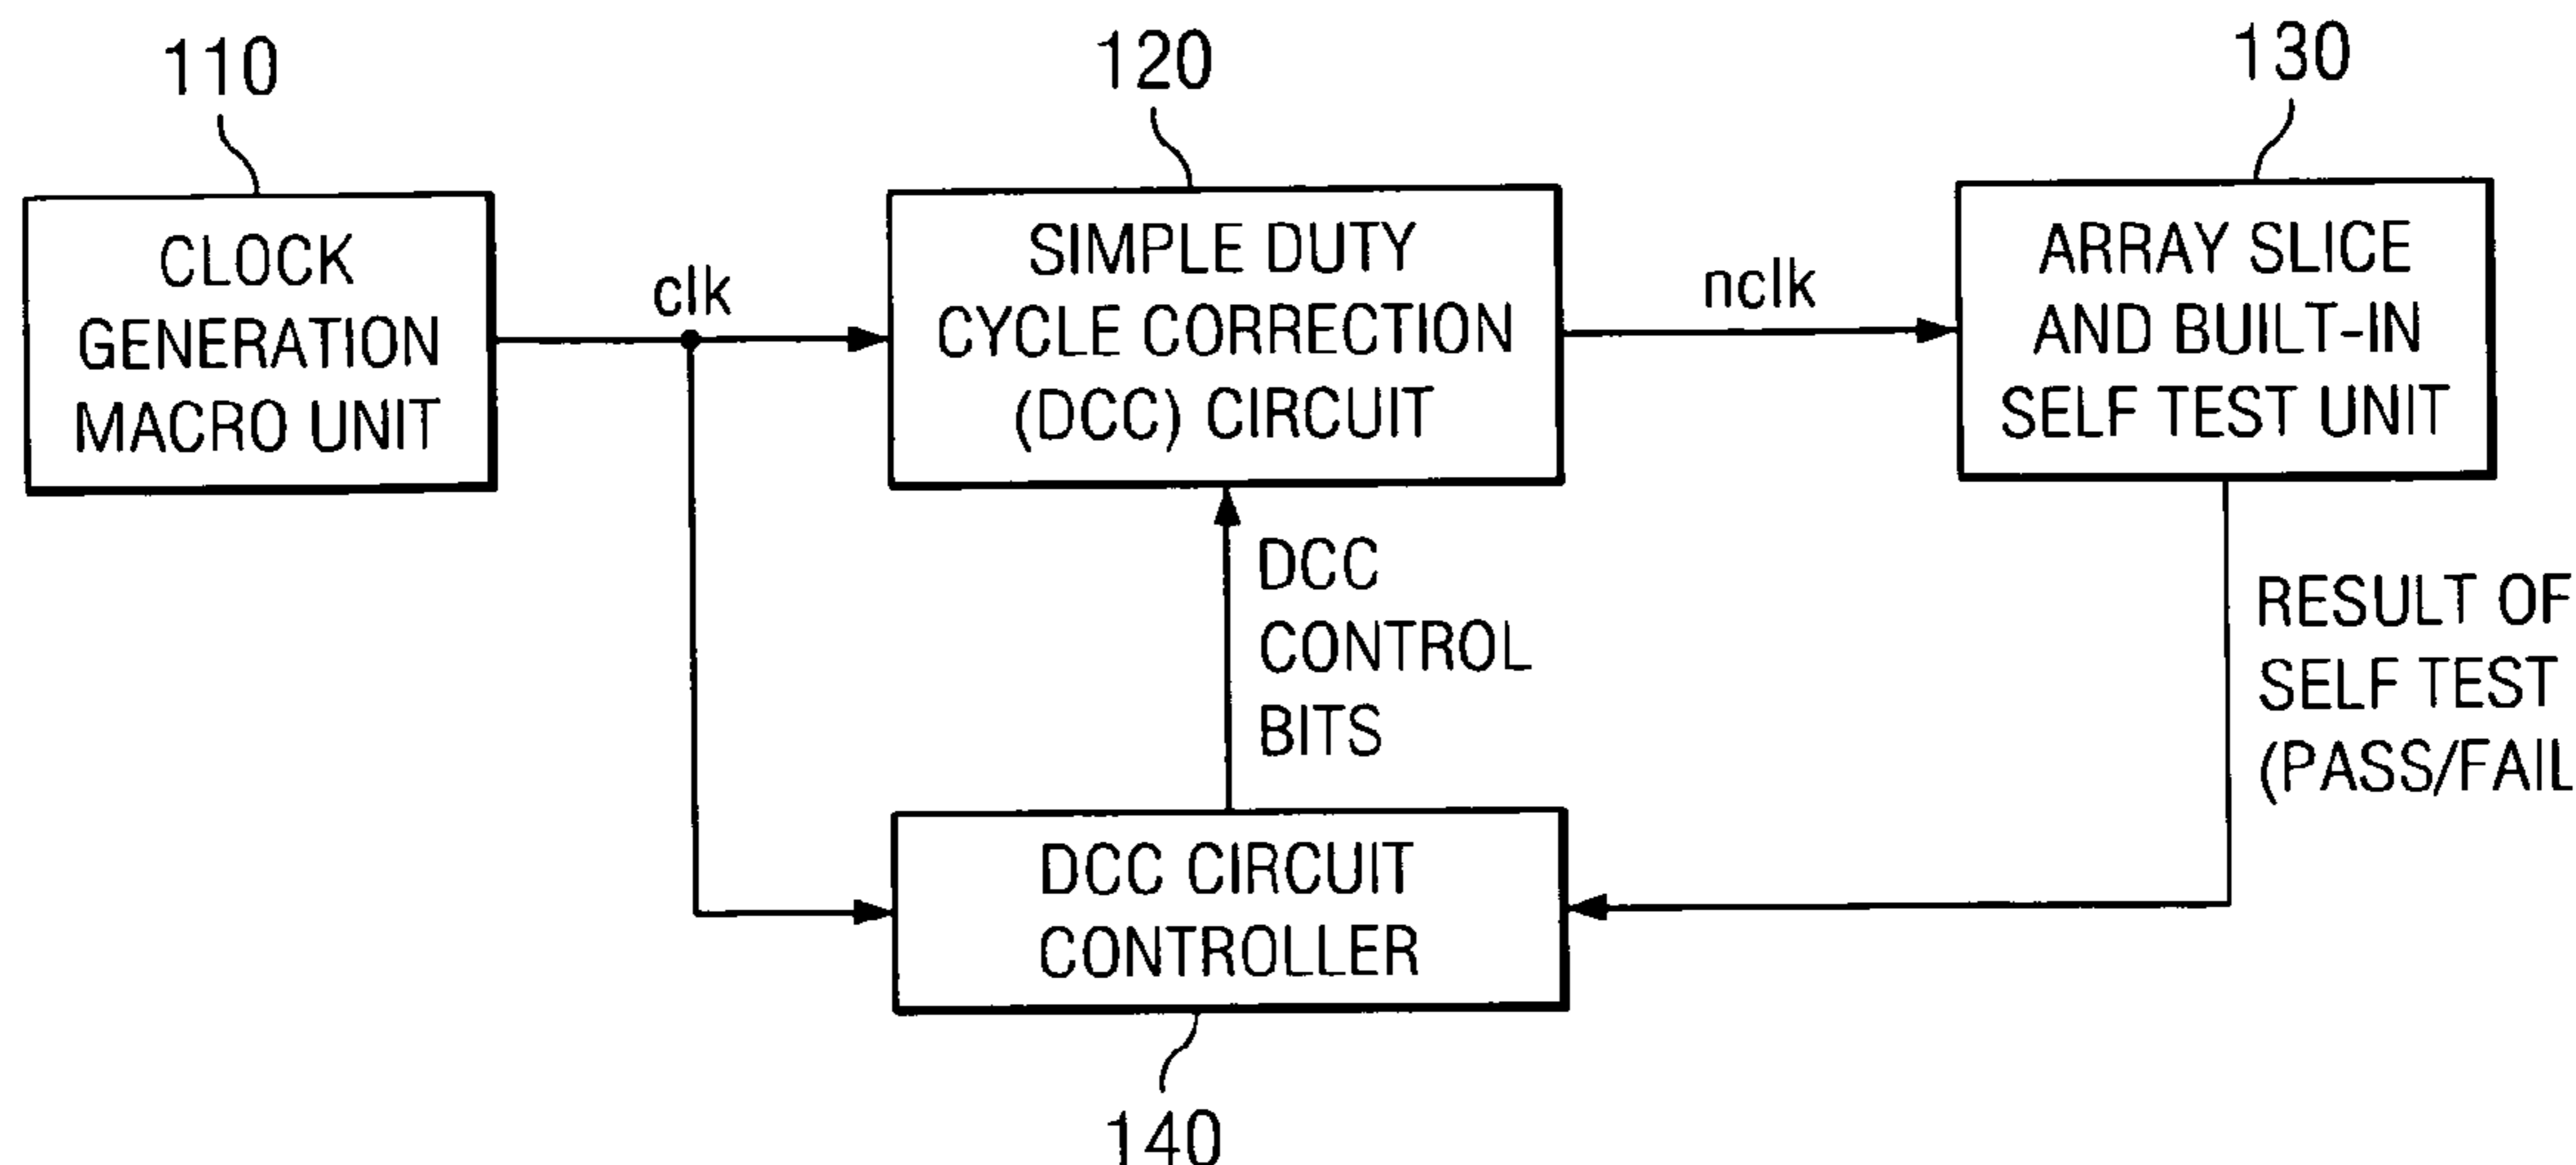 110
120
130
CLOCK
GENERATION
MACRO UNIT
clk
SIMPLE DUTY
CYCLE CORRECTION
(DCC) CIRCUIT
nclk
ARRAY SLICE
AND BUILT-IN
SELF TEST UNIT
DCC
CONTROL
BITS
RESULT OF
SELF TEST
(PASS/FAIL
DCC CIRCUIT
CONTROLLER
140